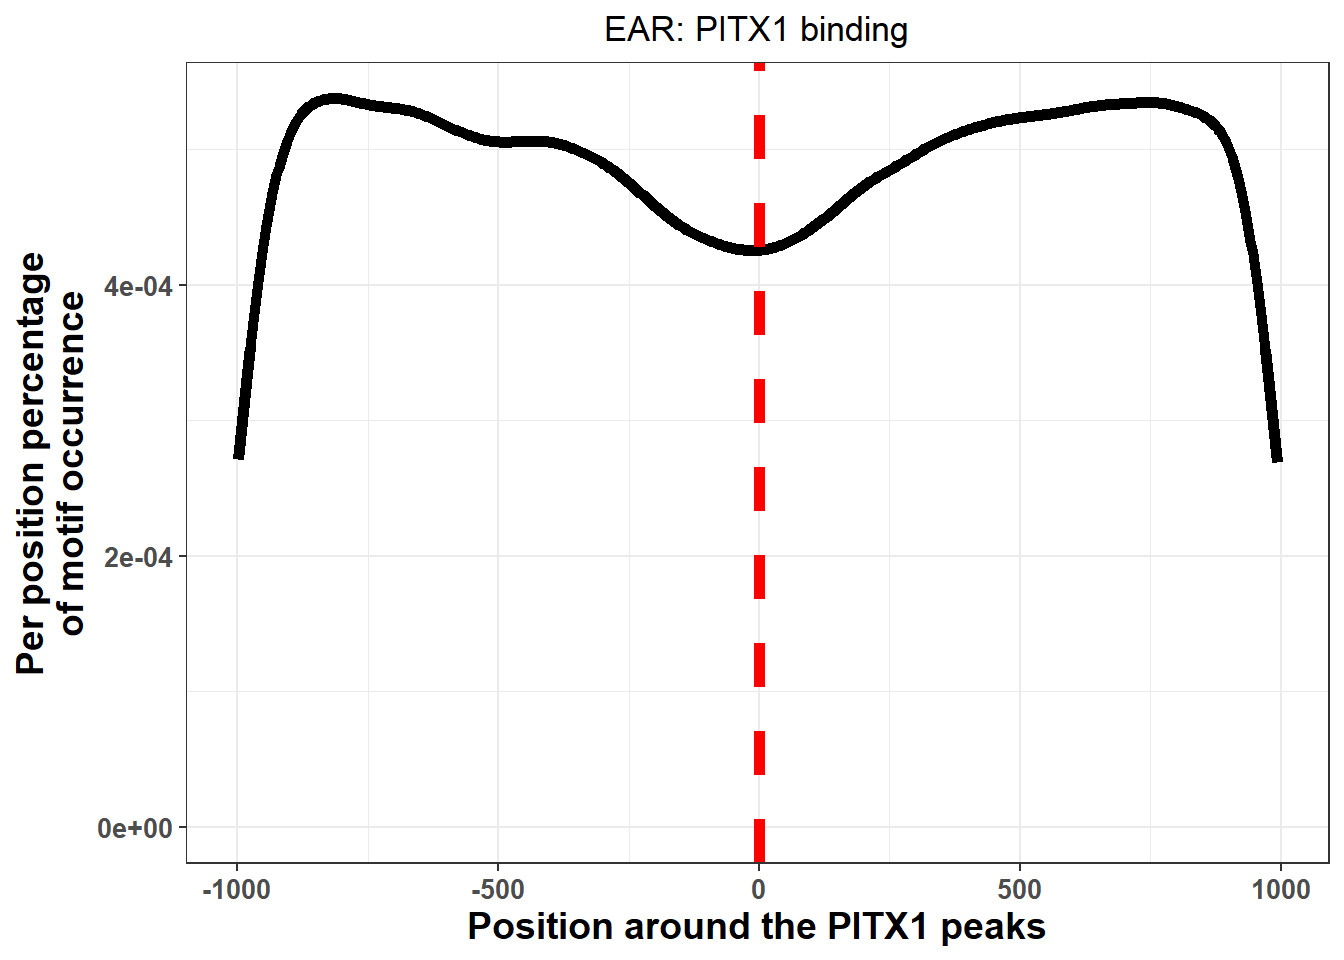 EAR: PITX1 binding
Per position percentage
of motif occurrence
4e-04
2e-04
0e+00
-1000
-500
0
500
1000
Position around the PITX1 peaks